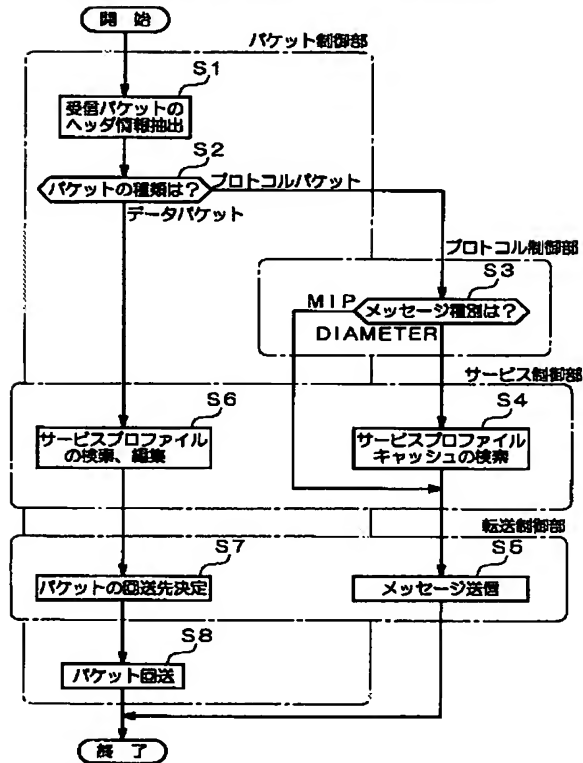 開 始
パケット制御部
S1
受信パケットの
ヘッダ情報抽出
S2
パケットの種類は?
プロトコルパケット
データパケット
プロトコル制御部
S3
MIP
メッセージ種別は?
DIAMETER
サービス制御部
S6
サービスプロファイル
の検索、編集
S4
サービスプロファイル
キャッシュの検索
転送制御部
S7
パケットの回送先決定
S5
メッセージ送信
S8
パケット回送
終 了